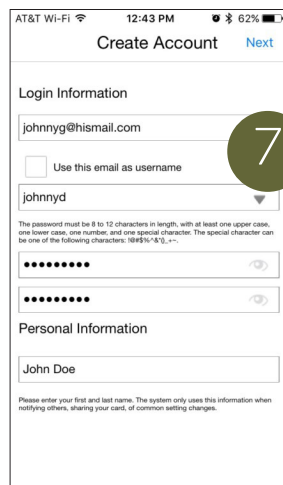 AT&T Wi-Fi 12:43 PM 62%
Create Account Next
Login Information
johnnyg@hismail.com
7
Use this email as username
johnnyd
The password must be 8 to 12 characters in length, with at least one upper case,
one lower case, one number, and one special character. The special character can
be one of the following characters: !@#$%^&*()_+~.
•••••••••
•••••••••
Personal Information
John Doe
Please enter your first and last name. The system only uses this information when
notifying others, sharing your card, of common setting changes.